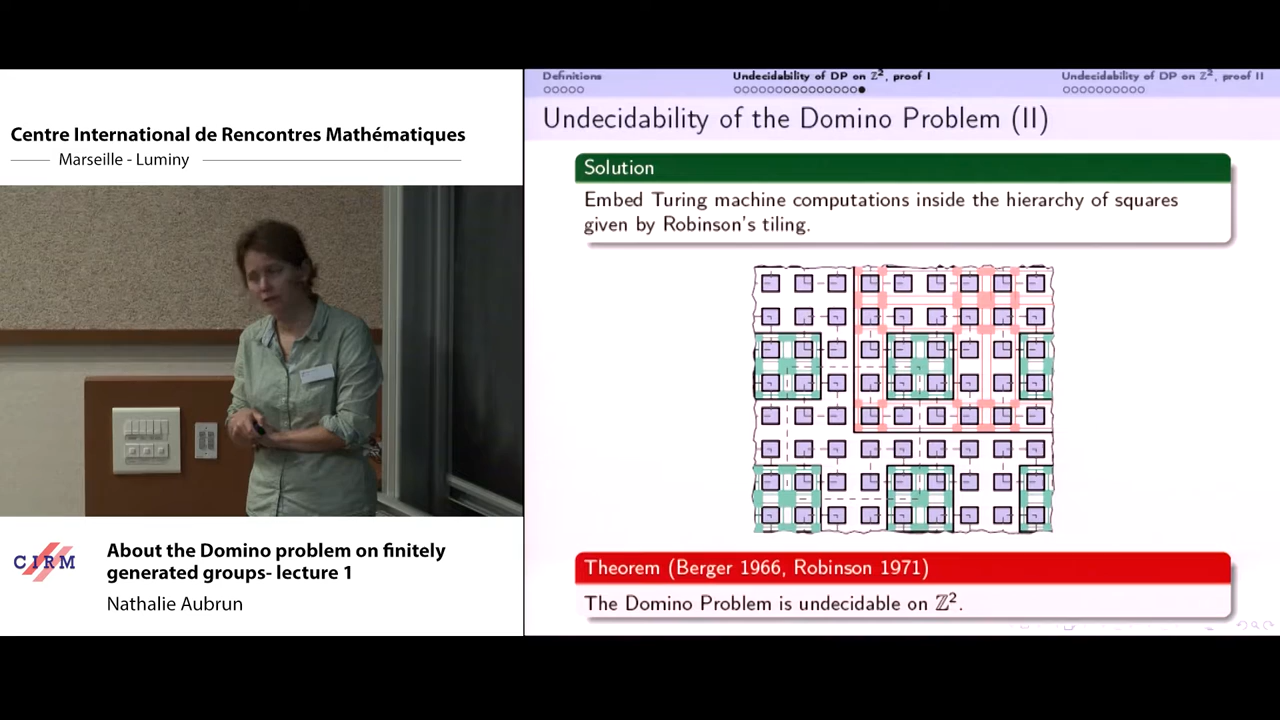 Centre International de Rencontres Mathématiques
Marseille - Luminy
CIRM
About the Domino problem on finitely
generated groups- lecture 1
Nathalie Aubrun
Definitions
Undecidability of DP on ℤ², proof I
Undecidability of DP on ℤ², proof II
Undecidability of the Domino Problem (II)
Solution
Embed Turing machine computations inside the hierarchy of squares
given by Robinson's tiling.
Theorem (Berger 1966, Robinson 1971)
The Domino Problem is undecidable on ℤ².